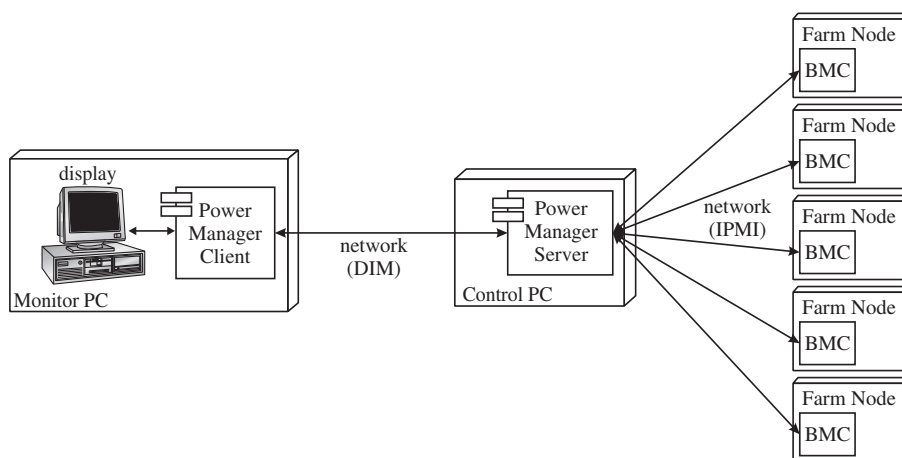 display
Power
Manager
Client
Monitor PC
network
(DIM)
Power
Manager
Server
Control PC
network
(IPMI)
Farm Node
BMC
Farm Node
BMC
Farm Node
BMC
Farm Node
BMC
Farm Node
BMC